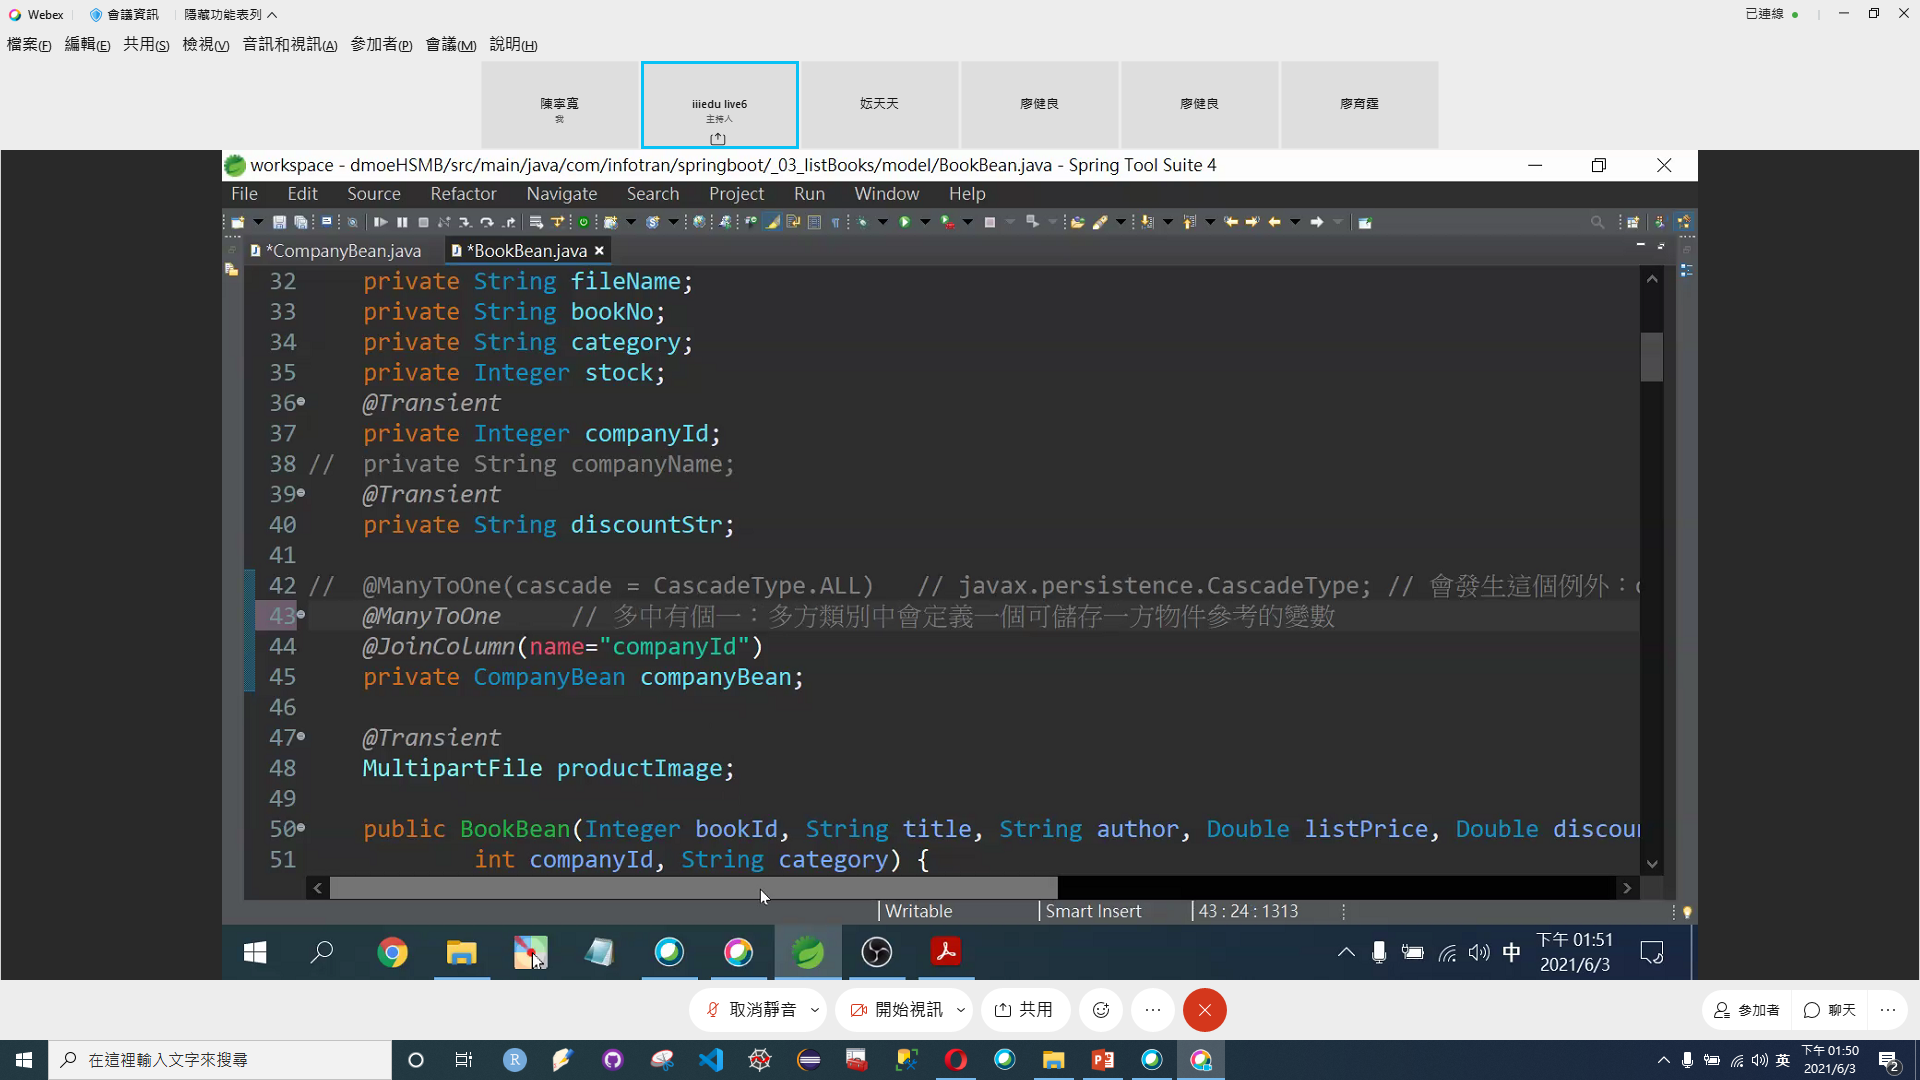 Webex 會議資訊 隱藏功能表列 已連線
檔案(F) 編輯(E) 共用(S) 檢視(V) 音訊和視訊(A) 參加者(P) 會議(M) 說明(H)
陳寧寬 iiiedu live6 妘天天 廖健良 廖健良 廖育霆
我 主持人
workspace - dmoeHSMB/src/main/java/com/infotran/springboot/_03_listBooks/model/BookBean.java - Spring Tool Suite 4
File Edit Source Refactor Navigate Search Project Run Window Help
*CompanyBean.java *BookBean.java
32 private String fileName;
33 private String bookNo;
34 private String category;
35 private Integer stock;
36 @Transient
37 private Integer companyId;
38 // private String companyName;
39 @Transient
40 private String discountStr;
41
42 // @ManyToOne(cascade = CascadeType.ALL) // javax.persistence.CascadeType; // 會發生這個例外：
43 @ManyToOne // 多中有個一：多方類別中會定義一個可儲存一方物件參考的變數
44 @JoinColumn(name="companyId")
45 private CompanyBean companyBean;
46
47 @Transient
48 MultipartFile productImage;
49
50 public BookBean(Integer bookId, String title, String author, Double listPrice, Double discou
51 int companyId, String category) {
Writable Smart Insert 43 : 24 : 1313
中 下午 01:51
2021/6/3
取消靜音 開始視訊 共用 參加者 聊天
在這裡輸入文字來搜尋 英 下午 01:50
2021/6/3 2